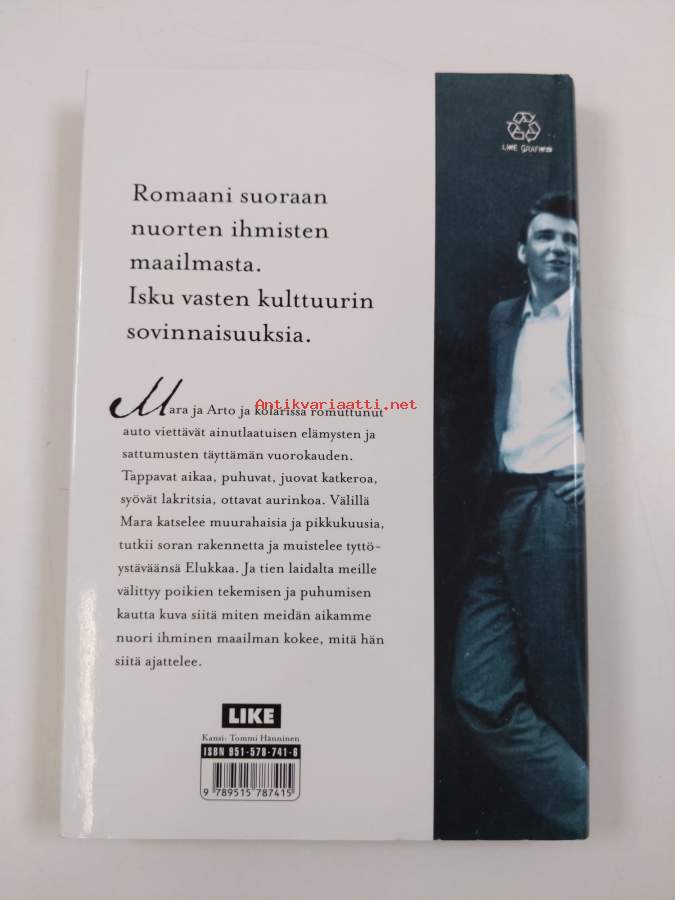 LIKE GRAFIIKKA
Romaani suoraan
nuorten ihmisten
maailmasta.
Isku vasten kulttuurin
sovinnaisuuksia.
Mara ja Arto ja kolarissa romuttunut
Antikvariaatti.net
auto viettävät ainutlaatuisen elämysten ja
sattumusten täyttämän vuorokauden.
Tappavat aikaa, puhuvat, juovat katkeroa,
syövät lakritsia, ottavat aurinkoa. Välillä
Mara katselee muurahaisia ja pikkukuusia,
tutkii soran rakennetta ja muistelee tyttö-
ystäväänsä Elukkaa. Ja tien laidalta meille
välittyy poikien tekemisen ja puhumisen
kautta kuva siitä miten meidän aikamme
nuori ihminen maailman kokee, mitä hän
siitä ajattelee.
LIKE
Kansi: Tommi Hänninen
ISBN 951-578-741-6
9 789515 787415